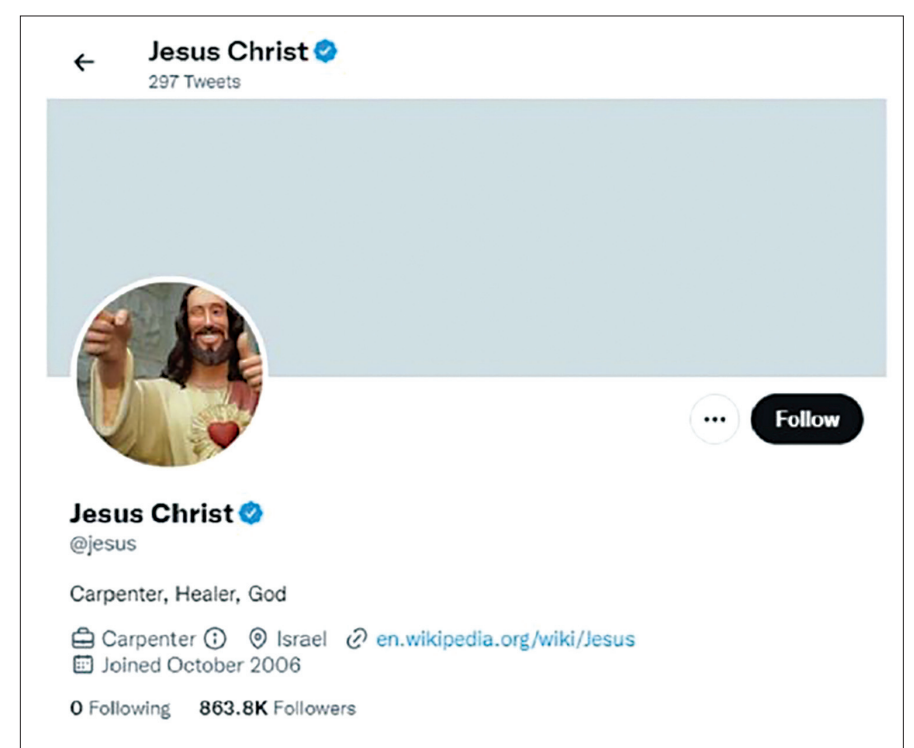 Jesus Christ
297 Tweets
Follow
Jesus Christ
@jesus
Carpenter, Healer, God
Carpenter Israel en.wikipedia.org/wiki/Jesus
Joined October 2006
0 Following 863.8K Followers